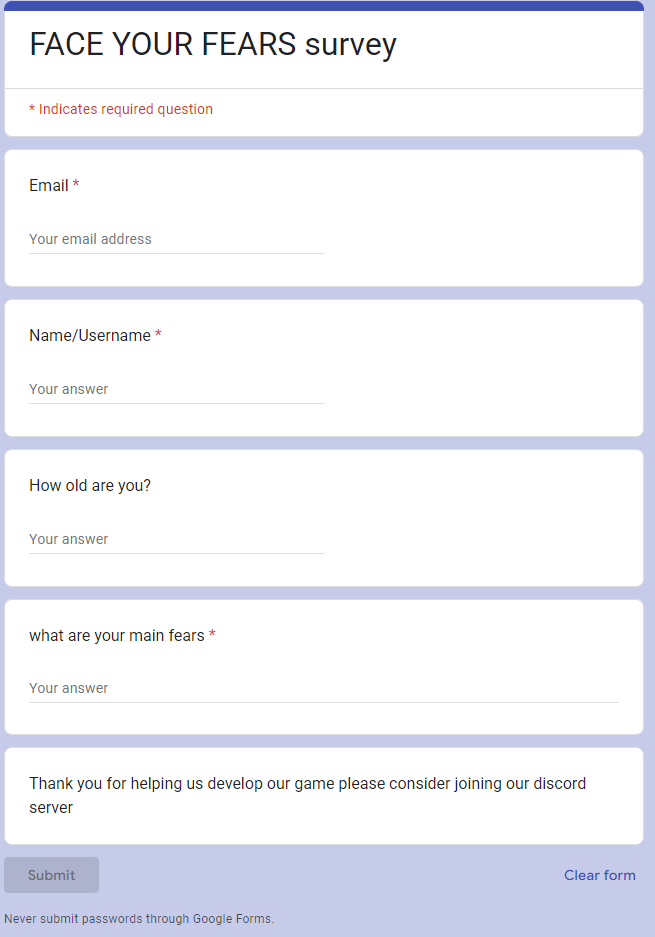 FACE YOUR FEARS survey
* Indicates required question
Email *
Your email address
Name/Username *
Your answer
How old are you?
Your answer
what are your main fears *
Your answer
Thank you for helping us develop our game please consider joining our discord
server
Submit
Clear form
Never submit passwords through Google Forms.